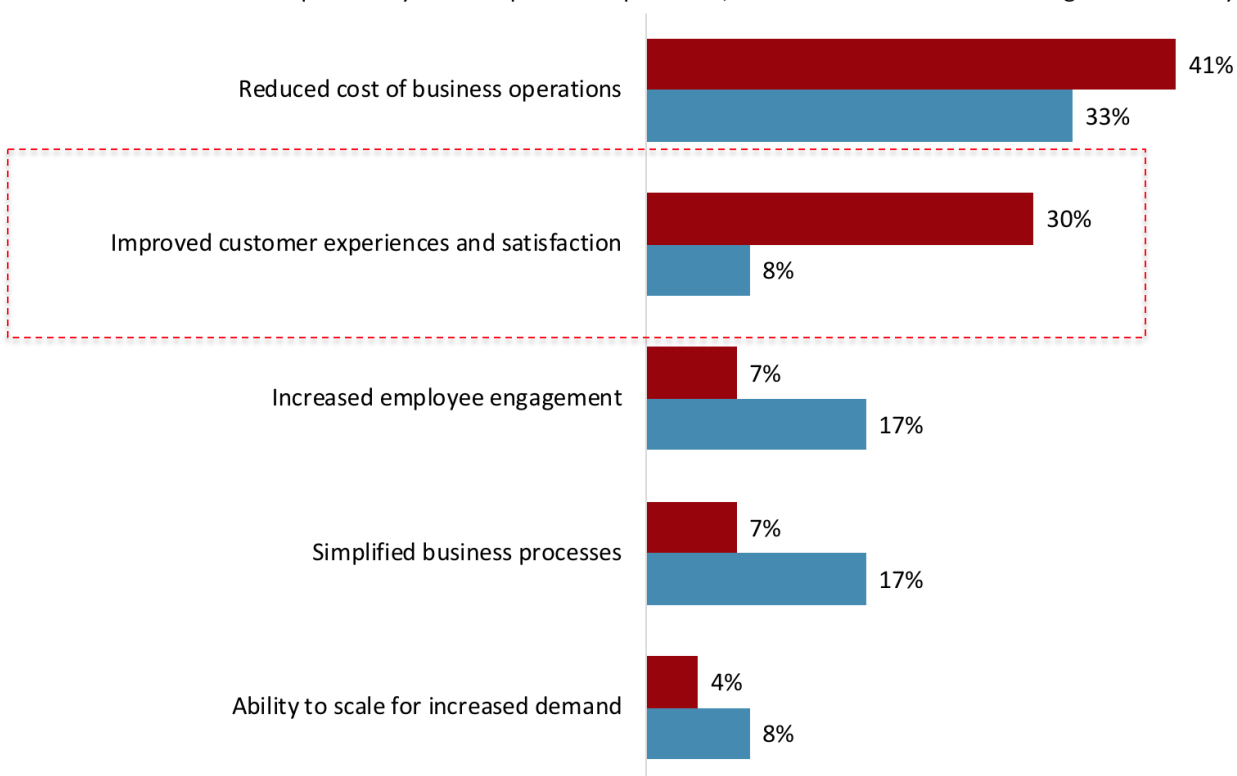 41%
Reduced cost of business operations
33%
30%
Improved customer experiences and satisfaction
8%
7%
Increased employee engagement
17%
7%
Simplified business processes
17%
4%
Ability to scale for increased demand
8%